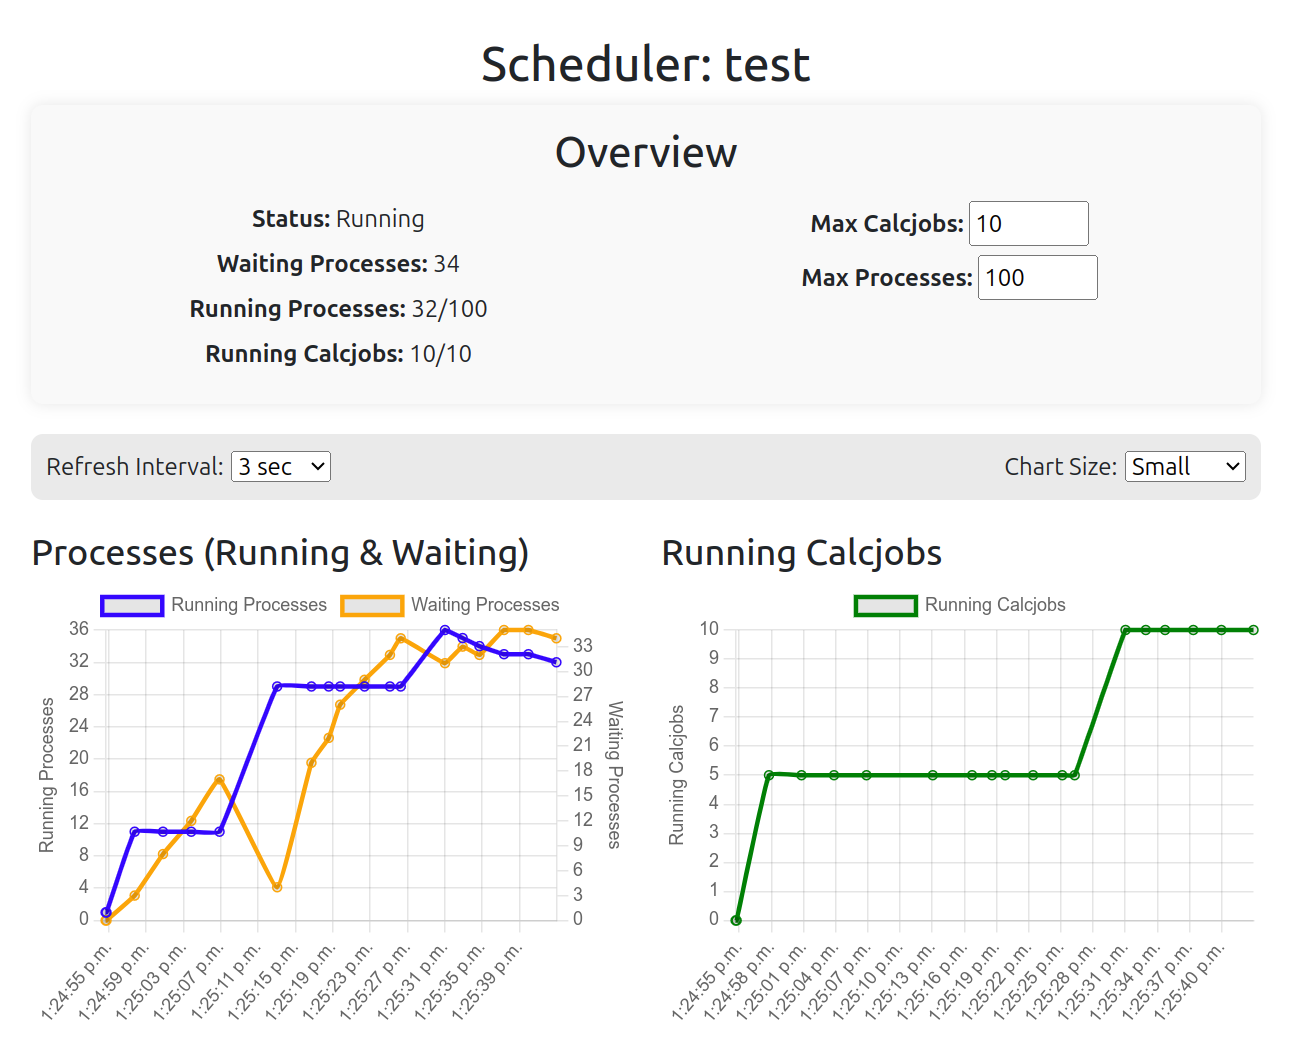 Scheduler: test
Overview
Status: Running
Waiting Processes: 34
Running Processes: 32/100
Running Calcjobs: 10/10
Max Calcjobs: 10
Max Processes: 100
Refresh Interval: 3 sec
Chart Size: Small
Processes (Running & Waiting)
Running Processes
Waiting Processes
Running Processes
36
32
28
24
20
16
12
8
4
0
33
30
27
24
21
18
15
12
9
6
3
0
Waiting Processes
1:24:55 p.m.
1:24:59 p.m.
1:25:03 p.m.
1:25:07 p.m.
1:25:11 p.m.
1:25:15 p.m.
1:25:19 p.m.
1:25:23 p.m.
1:25:27 p.m.
1:25:31 p.m.
1:25:35 p.m.
1:25:39 p.m.
Running Calcjobs
Running Calcjobs
Running Calcjobs
10
9
8
7
6
5
4
3
2
1
0
1:24:55 p.m.
1:24:58 p.m.
1:25:01 p.m.
1:25:04 p.m.
1:25:07 p.m.
1:25:10 p.m.
1:25:13 p.m.
1:25:16 p.m.
1:25:19 p.m.
1:25:22 p.m.
1:25:25 p.m.
1:25:28 p.m.
1:25:31 p.m.
1:25:34 p.m.
1:25:37 p.m.
1:25:40 p.m.